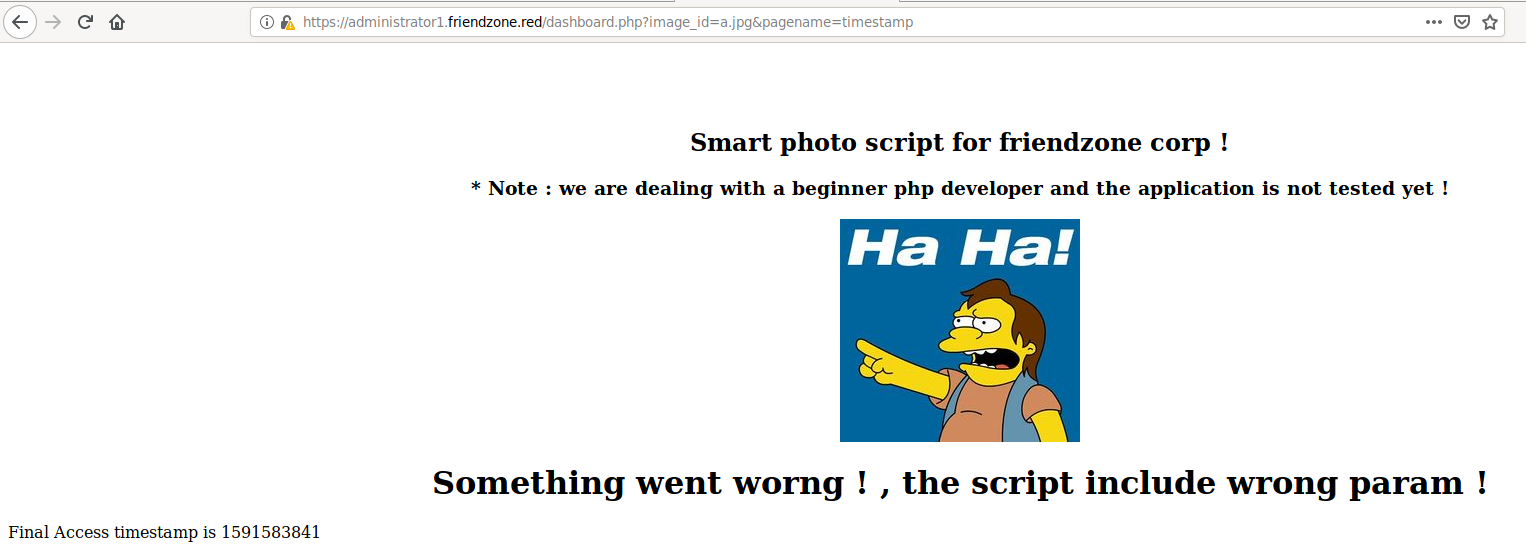 https://administrator1.friendzone.red/dashboard.php?image_id=a.jpg&pagename=timestamp
Smart photo script for friendzone corp !
* Note : we are dealing with a beginner php developer and the application is not tested yet !
Ha Ha!
Something went worng ! , the script include wrong param !
Final Access timestamp is 1591583841